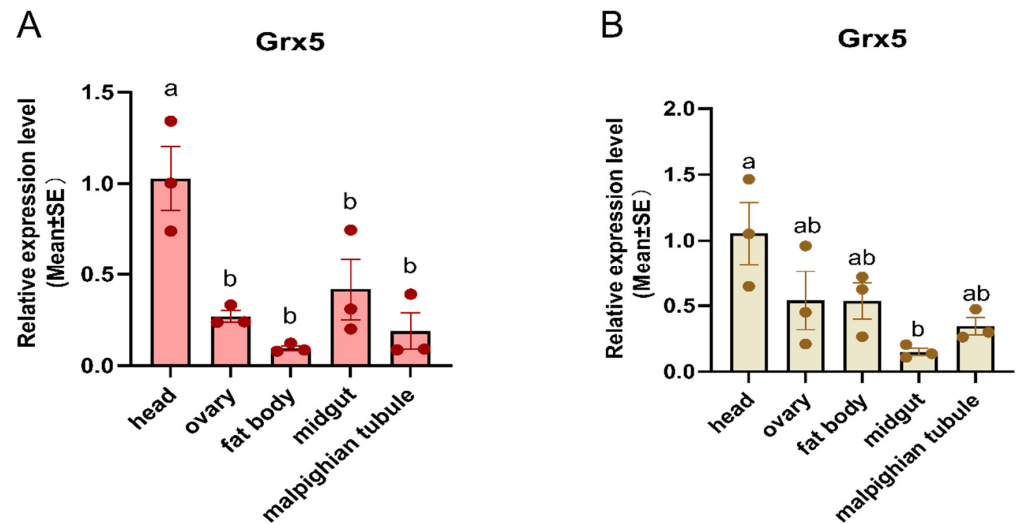 A
Grx5
Relative expression level
(Mean±SE）
1.5
1.0
0.5
0.0
a
b
b
b
b
head
ovary
fat body
midgut
malpighian tubule
B
Grx5
Relative expression level
(Mean±SE）
2.0
1.5
1.0
0.5
0.0
a
ab
ab
b
ab
head
ovary
fat body
midgut
malpighian tubule